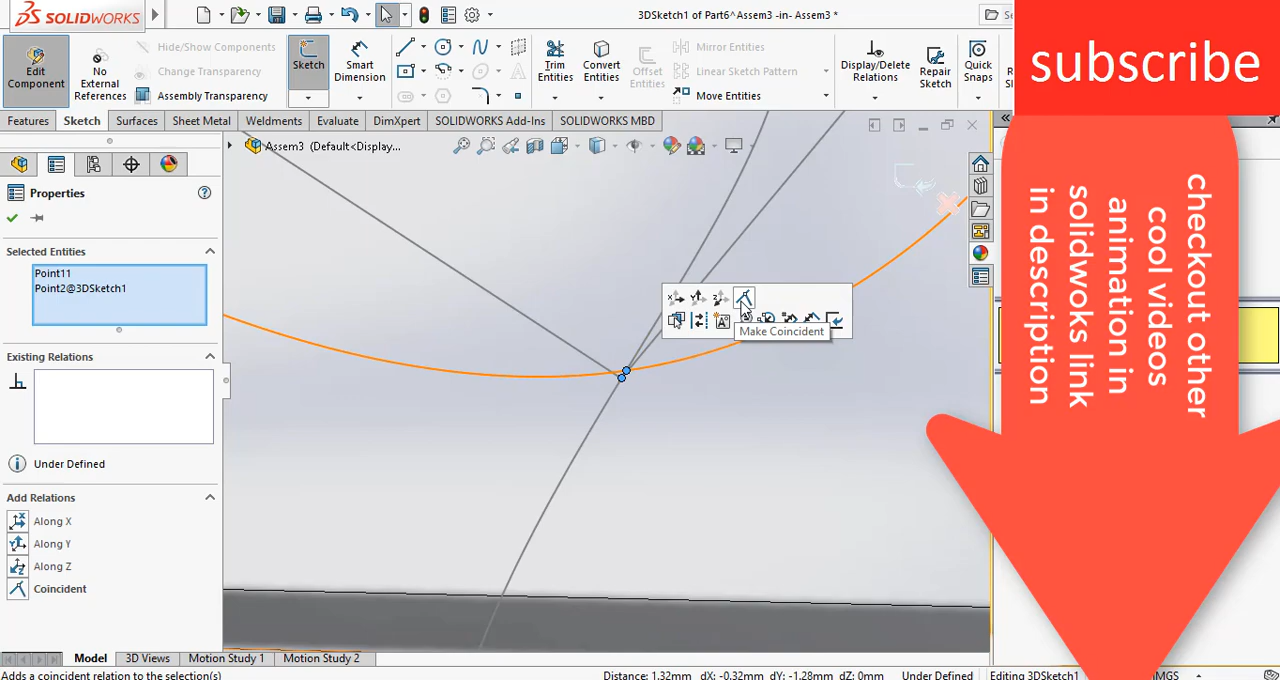 SOLIDWORKS
3DSketch1 of Part6^Assem3 -in- Assem3 *
subscribe
Edit Component
No External References
Hide/Show Components
Change Transparency
Assembly Transparency
Sketch
Smart Dimension
Trim Entities
Convert Entities
Offset Entities
Mirror Entities
Linear Sketch Pattern
Move Entities
Display/Delete Relations
Repair Sketch
Quick Snaps
Features
Sketch
Surfaces
Sheet Metal
Weldments
Evaluate
DimXpert
SOLIDWORKS Add-Ins
SOLIDWORKS MBD
Assem3 (Default<Display...
Properties
Selected Entities
Point11
Point2@3DSketch1
Existing Relations
Under Defined
Add Relations
Along X
Along Y
Along Z
Coincident
Make Coincident
checkout other
cool videos
animation in
solidwoks link
in description
Model
3D Views
Motion Study 1
Motion Study 2
Adds a coincident relation to the selection(s)
Distance: 1.32mm dX: -0.32mm dY: -1.28mm dZ: 0mm
Under Defined
Editing 3DSketch1
MGS